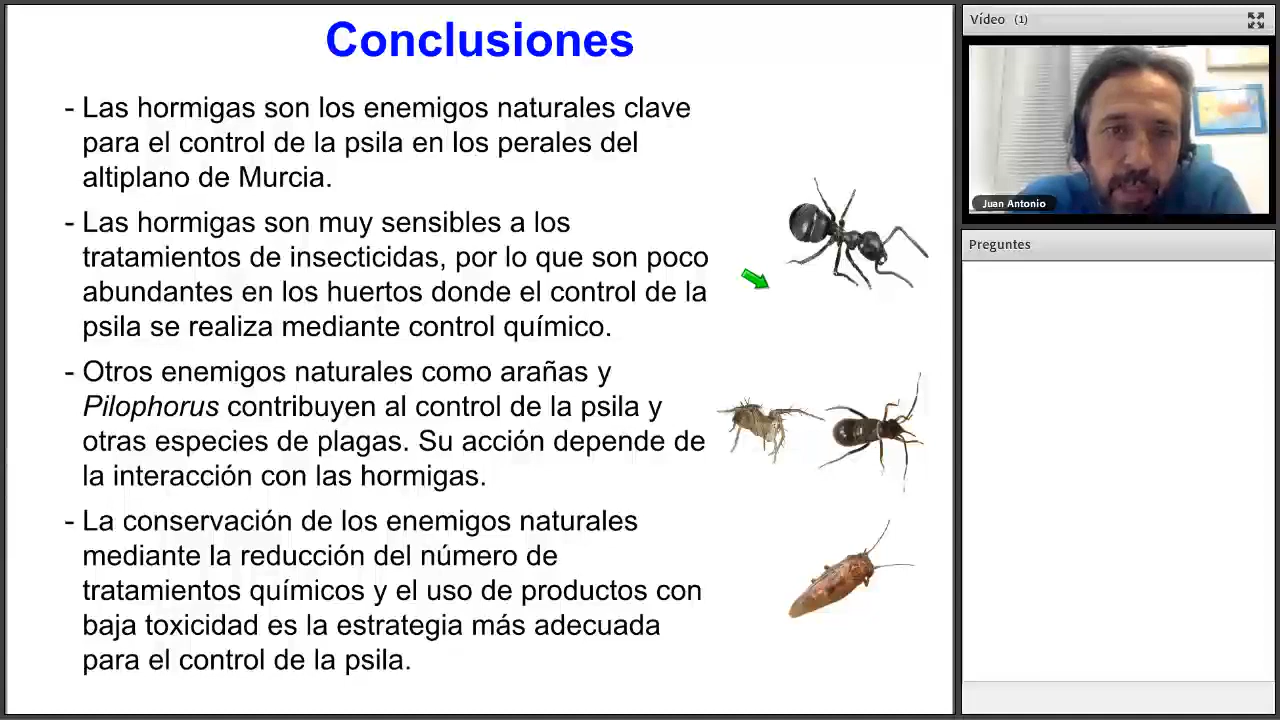 Conclusiones
- Las hormigas son los enemigos naturales clave
para el control de la psila en los perales del
altiplano de Murcia.
- Las hormigas son muy sensibles a los
tratamientos de insecticidas, por lo que son poco
abundantes en los huertos donde el control de la
psila se realiza mediante control químico.
- Otros enemigos naturales como arañas y
Pilophorus contribuyen al control de la psila y
otras especies de plagas. Su acción depende de
la interacción con las hormigas.
- La conservación de los enemigos naturales
mediante la reducción del número de
tratamientos químicos y el uso de productos con
baja toxicidad es la estrategia más adecuada
para el control de la psila.
Vídeo (1)
Juan Antonio
Preguntes